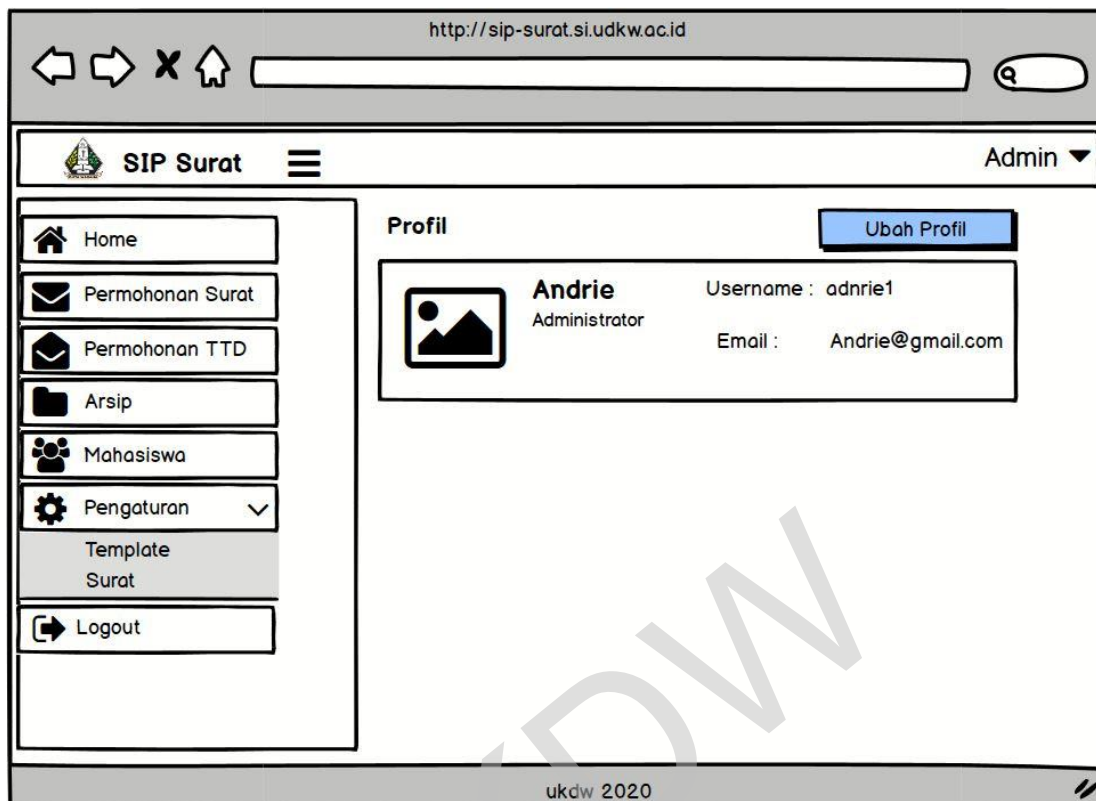 http://sip-surat.si.udkw.ac.id
SIP Surat
Admin
Home
Permohonan Surat
Permohonan TTD
Arsip
Mahasiswa
Pengaturan
Template
Surat
Logout
Profil
Ubah Profil
Andrie
Administrator
Username : adnrie1
Email : Andrie@gmail.com
ukdw 2020